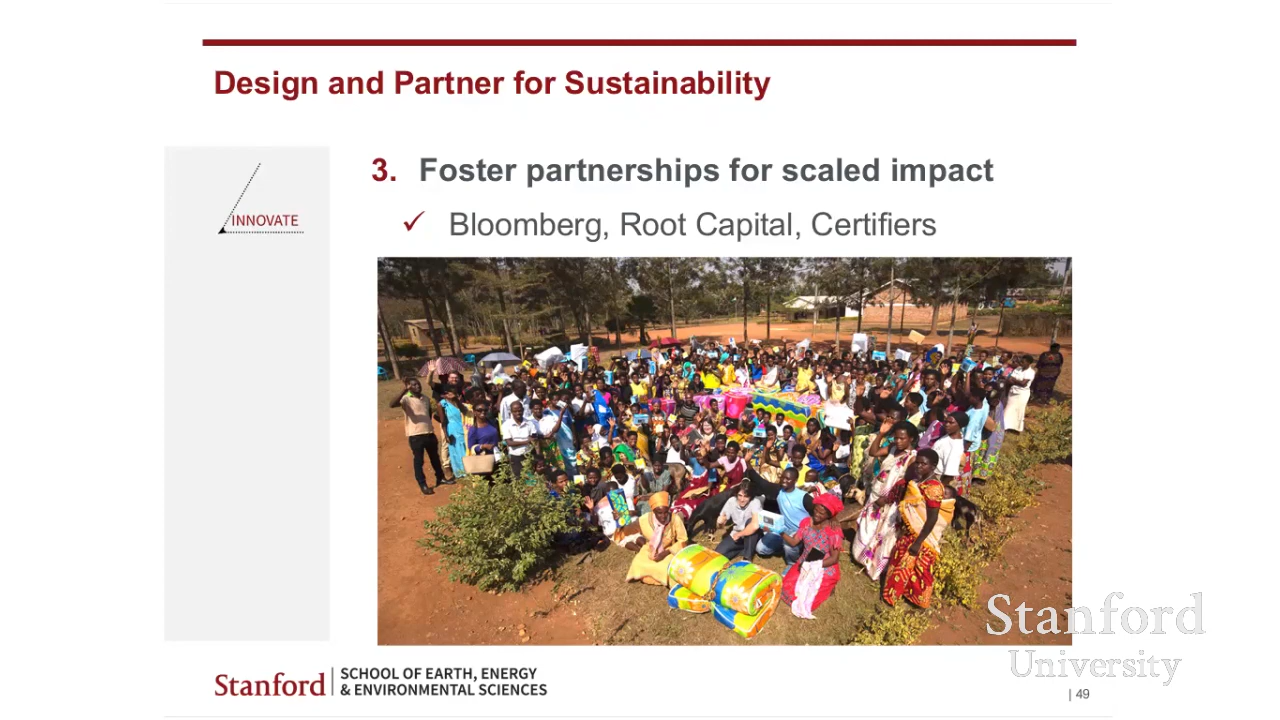 Design and Partner for Sustainability
INNOVATE
3. Foster partnerships for scaled impact
✓ Bloomberg, Root Capital, Certifiers
Stanford
University
Stanford
SCHOOL OF EARTH, ENERGY
& ENVIRONMENTAL SCIENCES
| 49